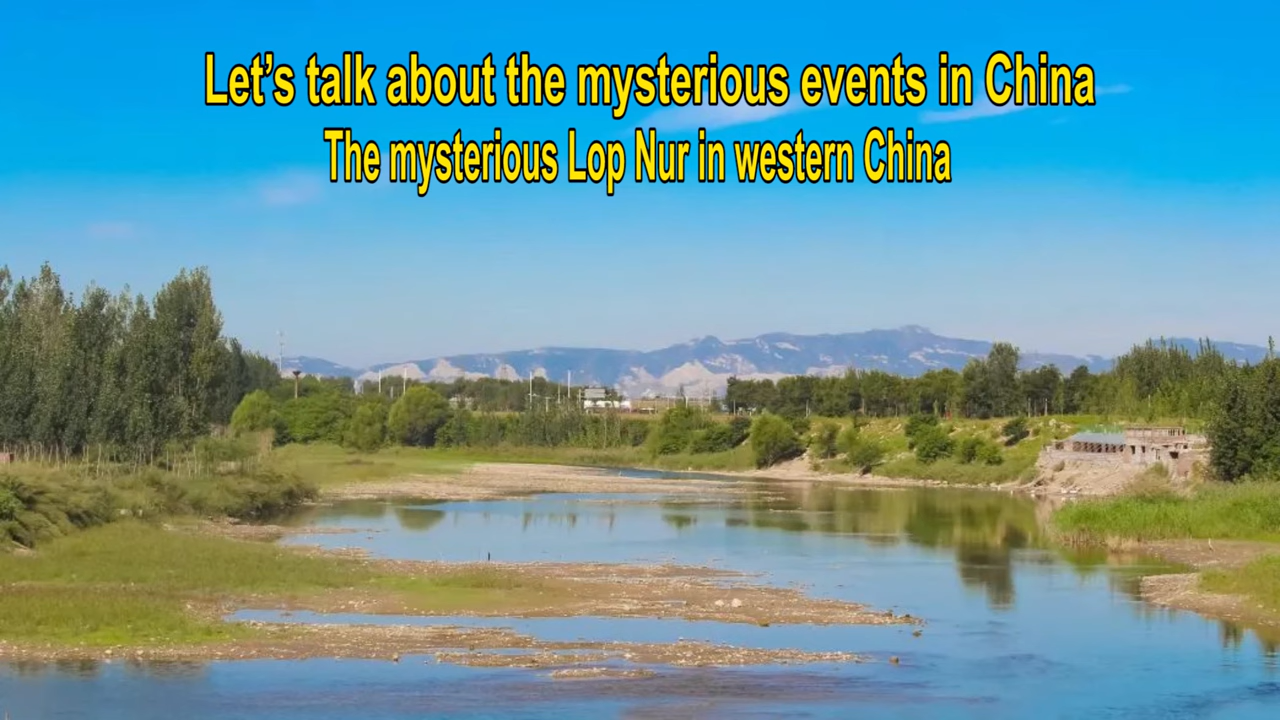 Let’s talk about the mysterious events in China
The mysterious Lop Nur in western China